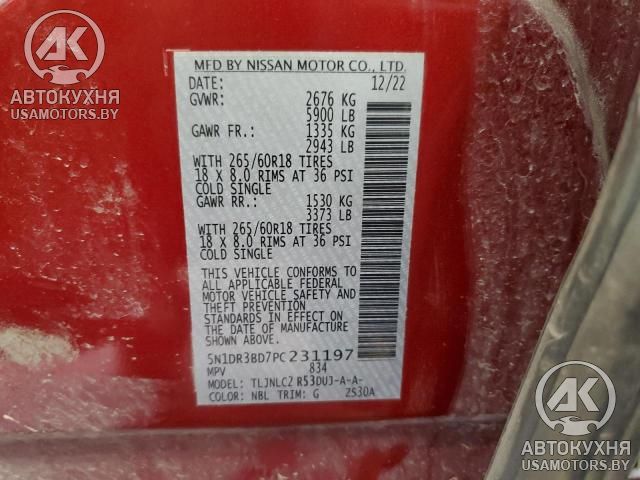 AK
АВТОКУХНЯ
USAMOTORS.BY
MFD BY NISSAN MOTOR CO., LTD.
DATE: 12/22
GVWR: 2676 KG
5900 LB
GAWR FR.: 1335 KG
2943 LB
WITH 265/60R18 TIRES
18 X 8.0 RIMS AT 36 PSI
COLD SINGLE
GAWR RR.: 1530 KG
3373 LB
WITH 265/60R18 TIRES
18 X 8.0 RIMS AT 36 PSI
COLD SINGLE
THIS VEHICLE CONFORMS TO
ALL APPLICABLE FEDERAL
MOTOR VEHICLE SAFETY AND
THEFT PREVENTION
STANDARDS IN EFFECT ON
THE DATE OF MANUFACTURE
SHOWN ABOVE.
5N1DR3BD7PC231197
MPV 834
MODEL: TLJNLC2 R53DUJ-A-A-
COLOR: NBL TRIM: G ZS30A
AK
АВТОКУХНЯ
USAMOTORS.BY